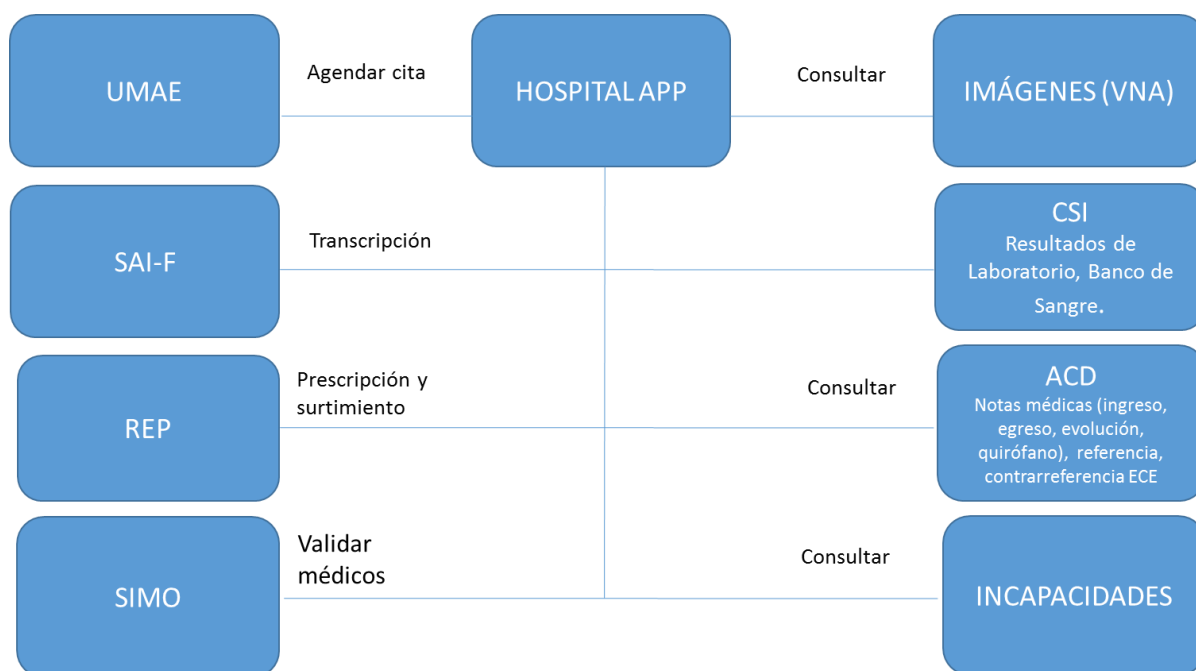 UMAE
Agendar cita
HOSPITAL APP
Consultar
IMÁGENES (VNA)
SAI-F
Transcripción
CSI
Resultados de
Laboratorio, Banco de
Sangre.
REP
Prescripción y
surtimiento
Consultar
ACD
Notas médicas (ingreso,
egreso, evolución,
quirófano), referencia,
contrarreferencia ECE
SIMO
Validar
médicos
Consultar
INCAPACIDADES